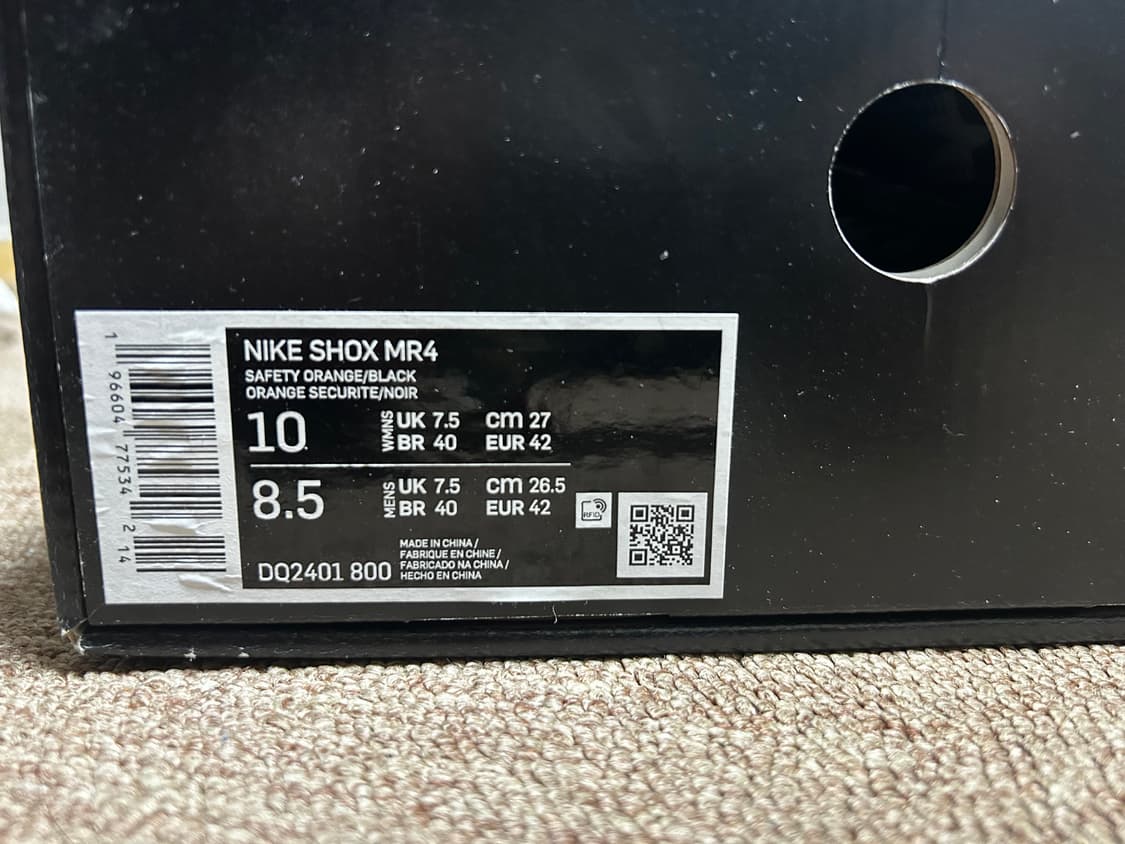 NIKE SHOX MR4
SAFETY ORANGE/BLACK
ORANGE SECURITE/NOIR
10
WMNS
UK 7.5 cm 27
BR 40 EUR 42
8.5
MENS
UK 7.5 cm 26.5
BR 40 EUR 42
RFID
DQ2401 800
MADE IN CHINA /
FABRIQUE EN CHINE /
FABRICADO NA CHINA /
HECHO EN CHINA
1 96604 77534 2 14